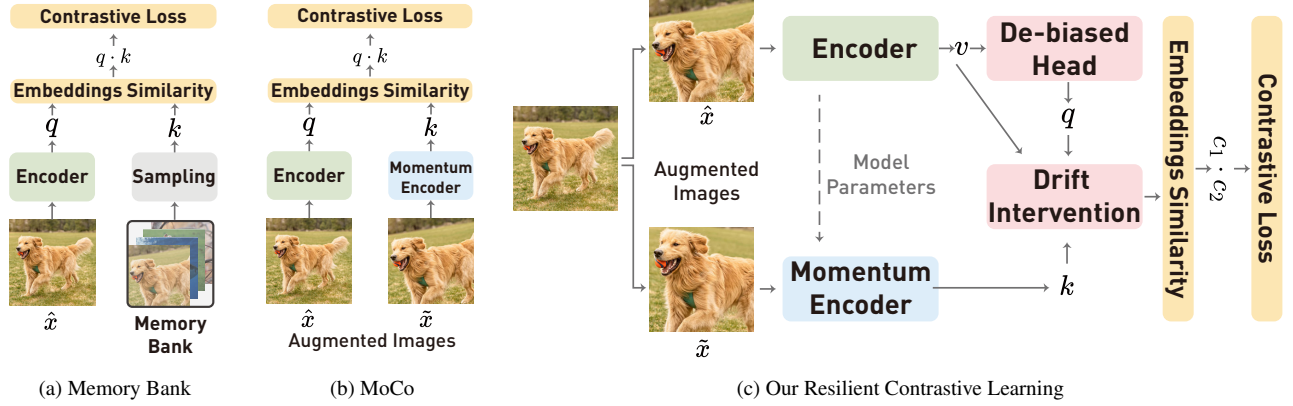 Contrastive Loss
q · k
Embeddings Similarity
q
k
Encoder
Sampling
x̂
Memory
Bank
(a) Memory Bank
Contrastive Loss
q · k
Embeddings Similarity
q
k
Encoder
Momentum
Encoder
x̂
x̃
Augmented Images
(b) MoCo
x̂
Augmented
Images
x̃
Encoder
v
De-biased
Head
q
Model
Parameters
Drift
Intervention
Momentum
Encoder
k
Embeddings Similarity
c₁ · c₂
Contrastive Loss
(c) Our Resilient Contrastive Learning